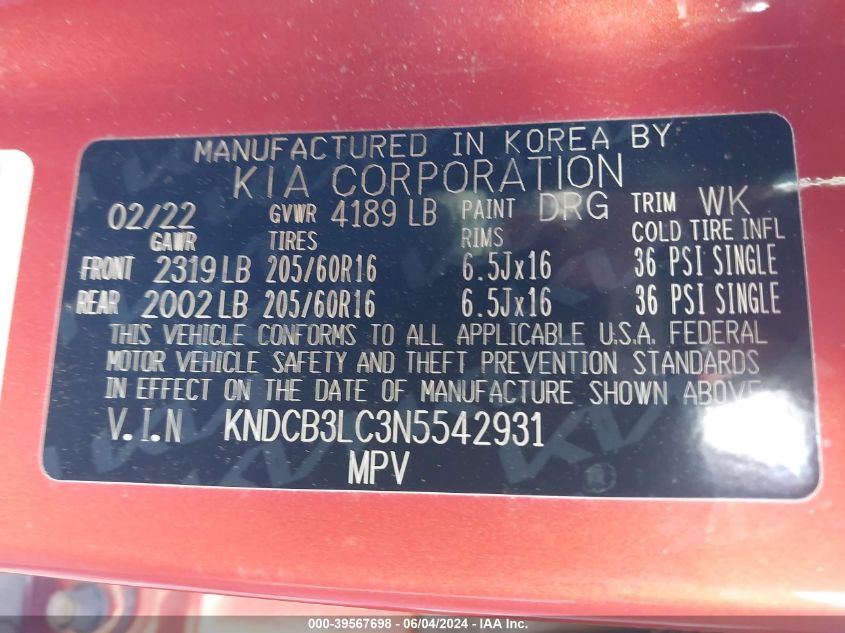 MANUFACTURED IN KOREA BY
KIA CORPORATION
02/22 GVWR 4189 LB PAINT DRG TRIM WK
GAWR TIRES RIMS COLD TIRE INFL
FRONT 2319 LB 205/60R16 6.5Jx16 36 PSI SINGLE
REAR 2002 LB 205/60R16 6.5Jx16 36 PSI SINGLE
THIS VEHICLE CONFORMS TO ALL APPLICABLE U.S.A. FEDERAL
MOTOR VEHICLE SAFETY AND THEFT PREVENTION STANDARDS
IN EFFECT ON THE DATE OF MANUFACTURE SHOWN ABOVE
V.I.N KNDCB3LC3N5542931
MPV
000-39567698 - 06/04/2024 - IAA Inc.